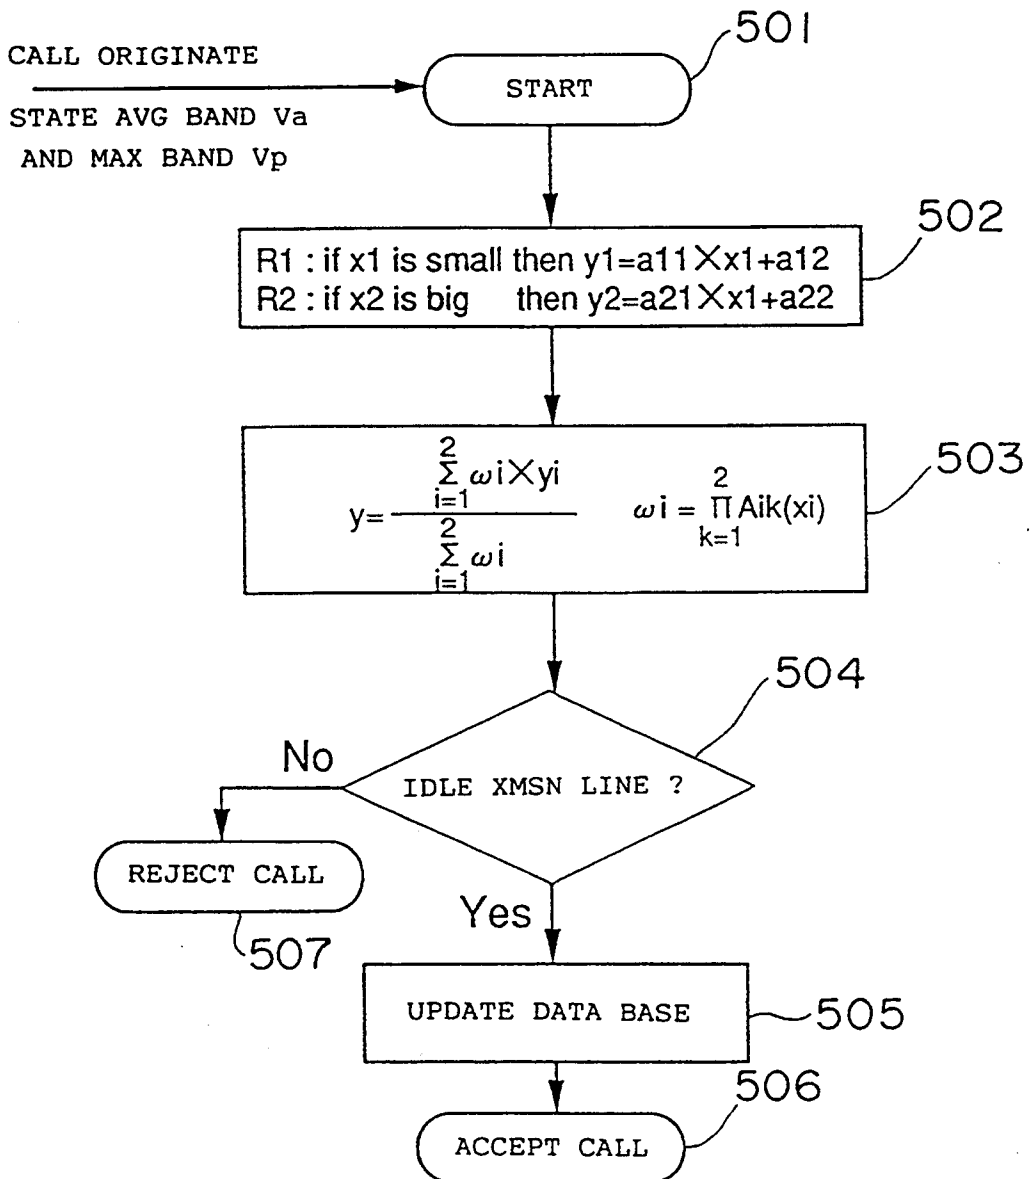 501
CALL ORIGINATE
START
STATE AVG BAND Va
AND MAX BAND Vp
502
R1 : if x1 is small then y1=a11×x1+a12
R2 : if x2 is big then y2=a21×x1+a22
503
2
Σ ωi×yi
i=1
y=
2
Σ ωi
i=1
2
ωi = Π Aik(xi)
k=1
504
No
IDLE XMSN LINE ?
REJECT CALL
507
Yes
UPDATE DATA BASE
505
506
ACCEPT CALL